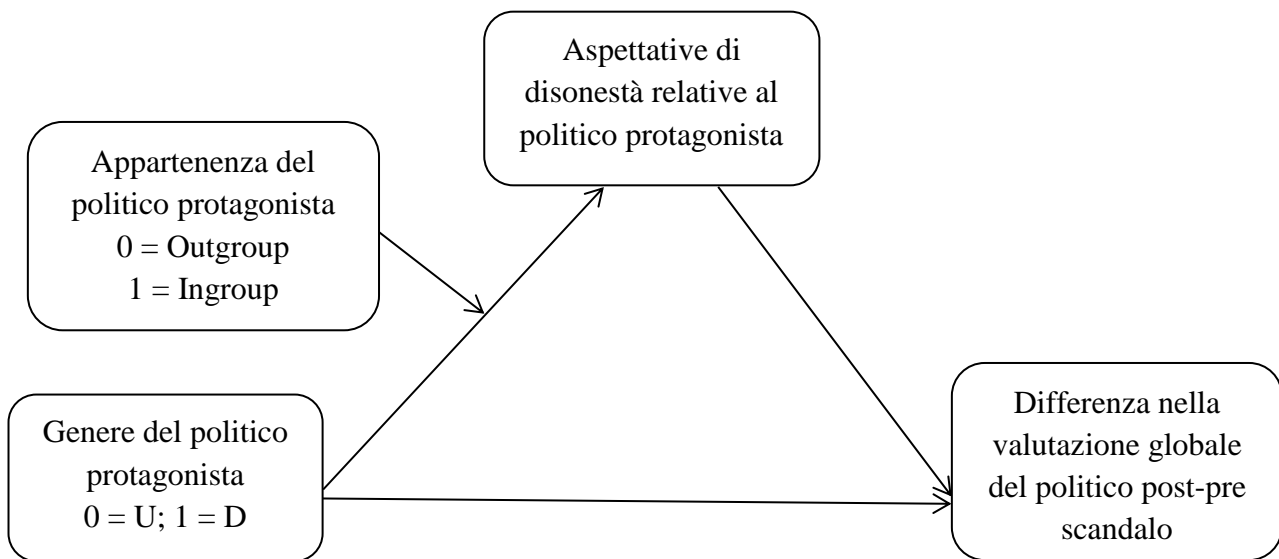 Aspettative di
disonestà relative al
politico protagonista
Appartenenza del
politico protagonista
0 = Outgroup
1 = Ingroup
Genere del politico
protagonista
0 = U; 1 = D
Differenza nella
valutazione globale
del politico post-pre
scandalo